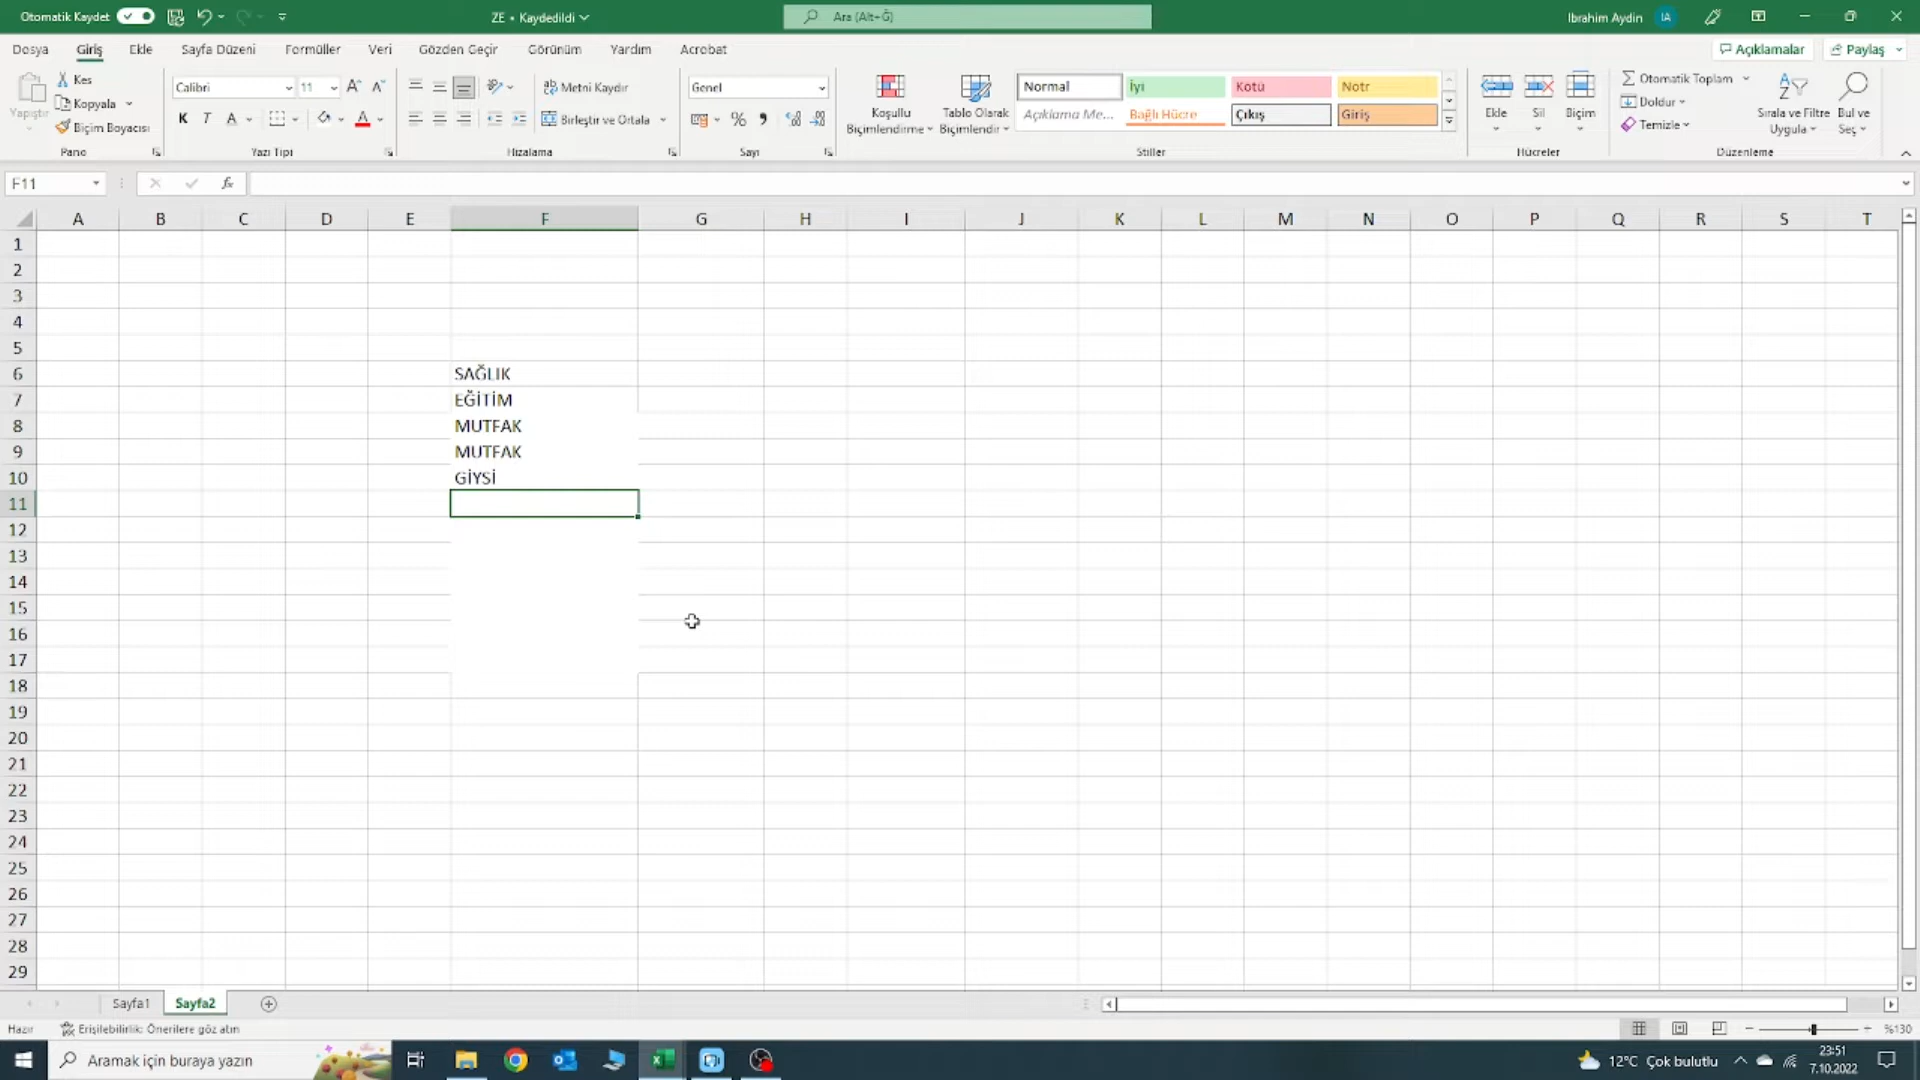 Otomatik Kaydet
ZE • Kaydedildi
Ara (Alt+Ğ)
Ibrahim Aydin
IA
Dosya Giriş Ekle Sayfa Düzeni Formüller Veri Gözden Geçir Görünüm Yardım Acrobat
Açıklamalar
Paylaş
Yapıştır
Kes
Kopyala
Biçim Boyacısı
Pano
Calibri 11
K T A
Yazı Tipi
Metni Kaydır
Birleştir ve Ortala
Hizalama
Genel
Sayı
Koşullu Biçimlendirme
Tablo Olarak Biçimlendir
Normal İyi Kötü Notr
Açıklama Me... Bağlı Hücre Çıkış Giriş
Stiller
Ekle
Sil
Biçim
Hücreler
Otomatik Toplam
Doldur
Temizle
Sırala ve Filtre Uygula
Bul ve Seç
Düzenleme
F11
fx
A B C D E F G H I J K L M N O P Q R S T
1
2
3
4
5
6 SAĞLIK
7 EĞİTİM
8 MUTFAK
9 MUTFAK
10 GİYSİ
11
12
13
14
15
16
17
18
19
20
21
22
23
24
25
26
27
28
29
Sayfa1 Sayfa2
Hazır
Erişilebilirlik: Önerilere göz atın
%130
Aramak için buraya yazın
12°C Çok bulutlu
23:51
7.10.2022